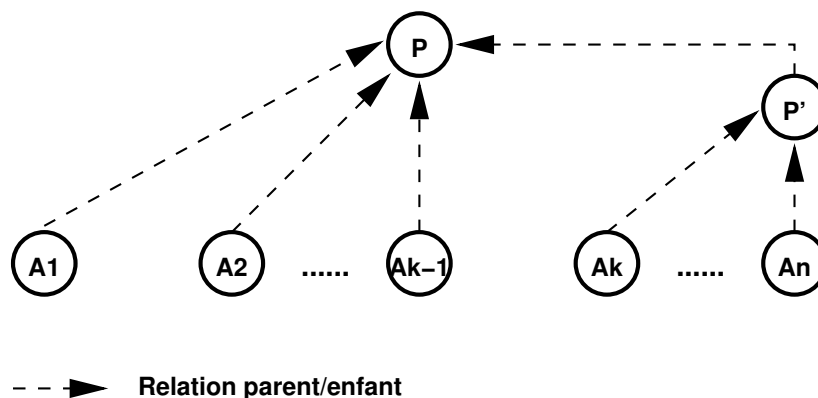 P
P'
A1 A2 ...... Ak−1 Ak ...... An
Relation parent/enfant